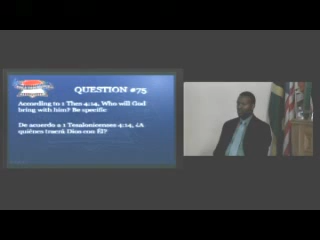 QUESTION #75
According to 1 Thes 4:14, Who will God
bring with him? Be specific
De acuerdo a 1 Tesalonicenses 4:14, ¿A
quiénes traerá Dios con Él?